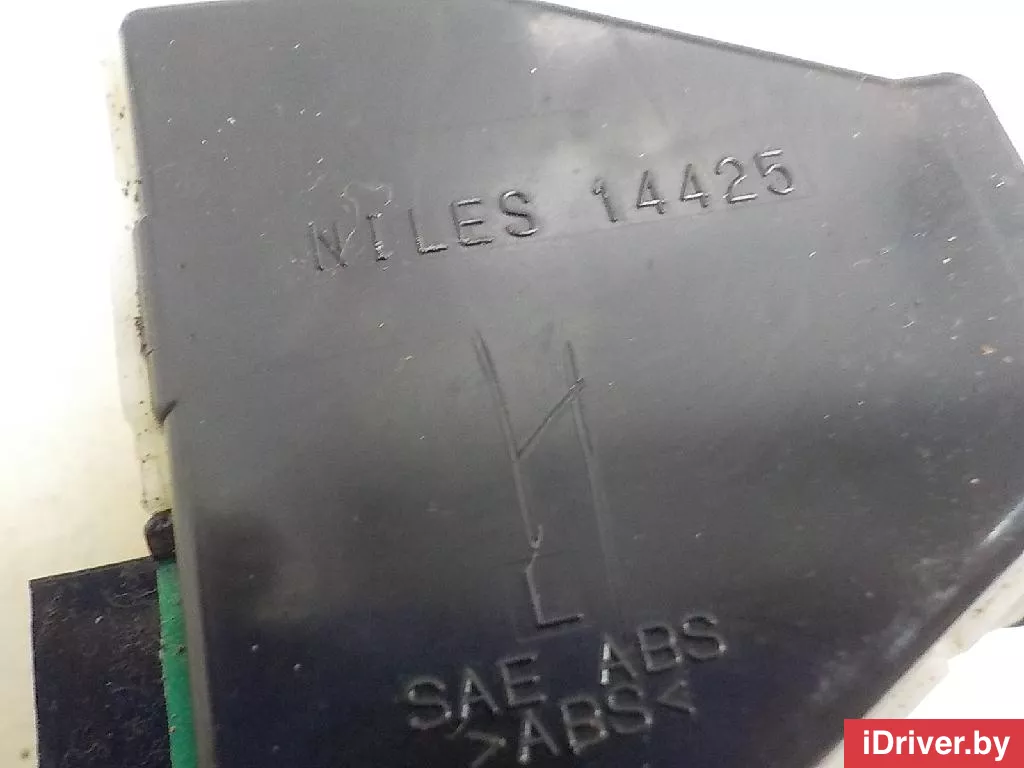 NILES 14425
L
SAE ABS
>ABS<
iDriver.by